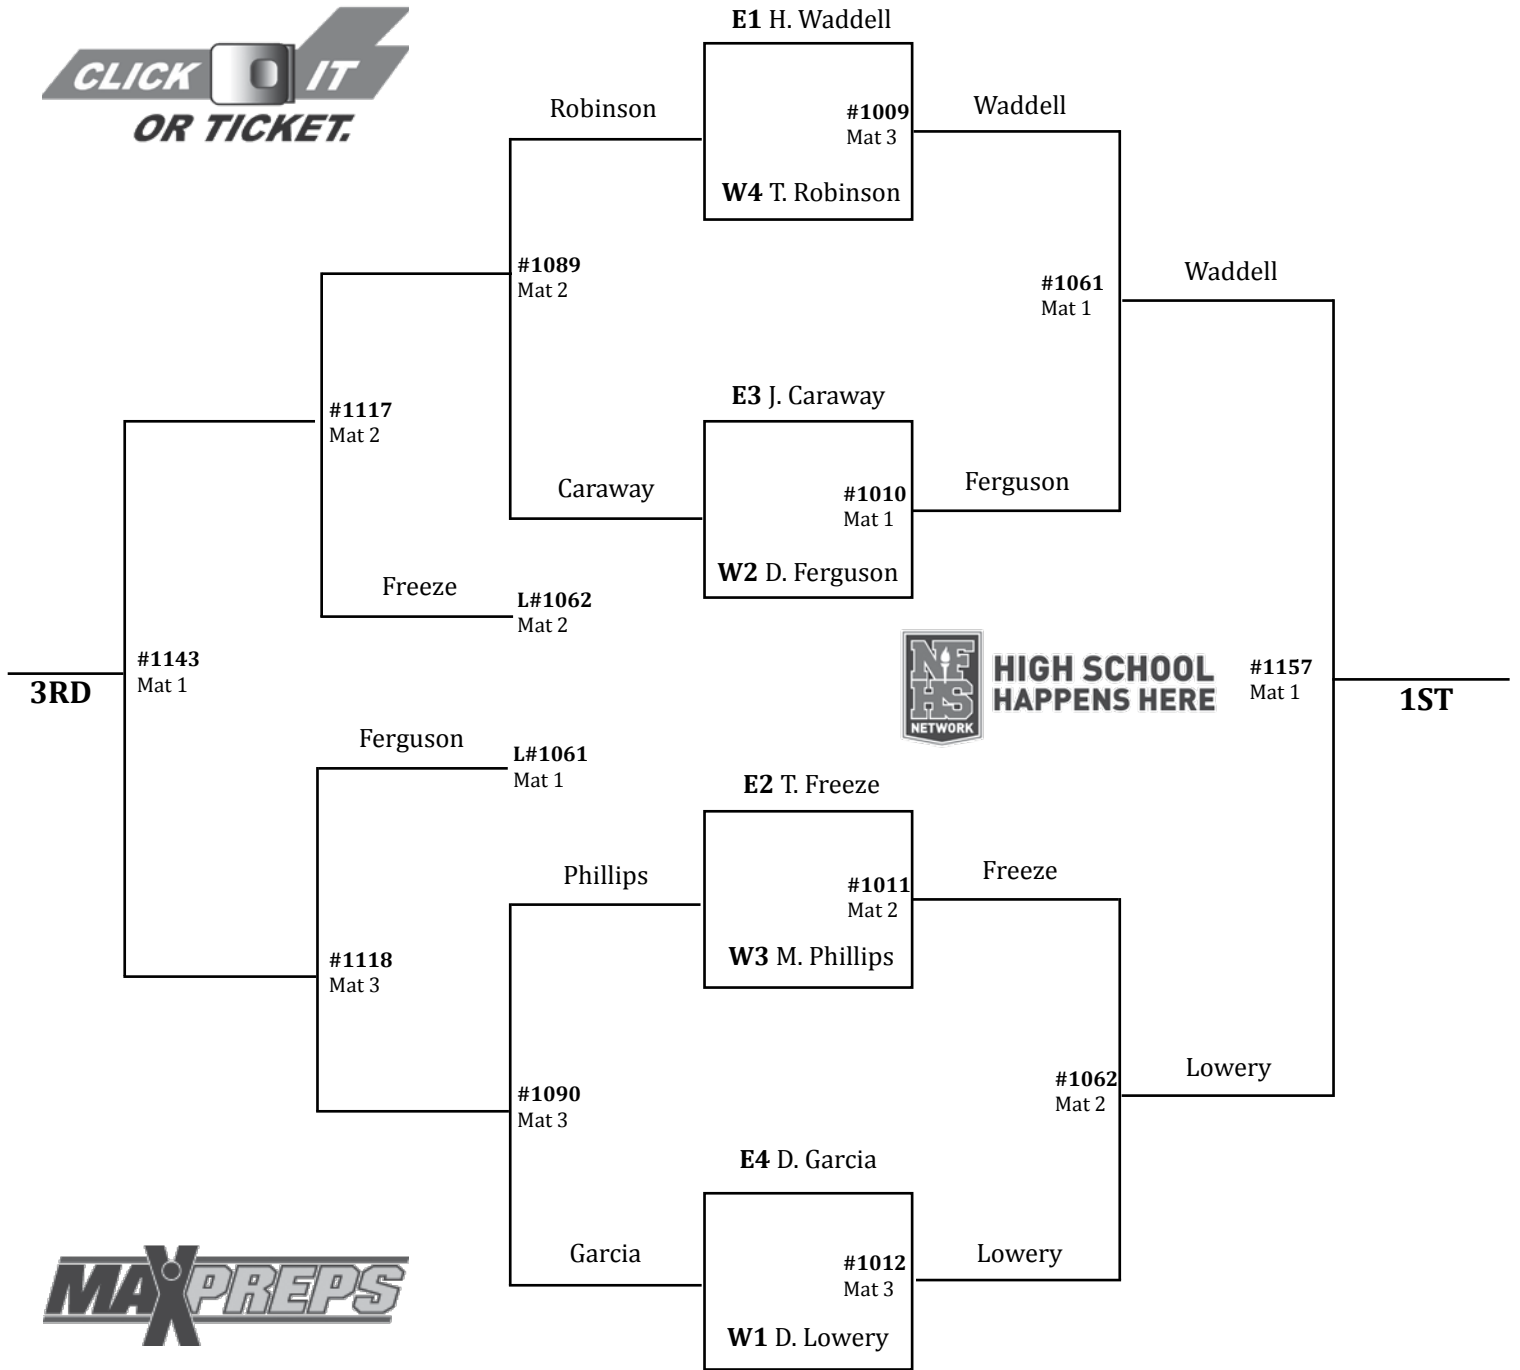 E1 H. Waddell
CLICK IT
OR TICKET.
Robinson
#1009
Mat 3
Waddell
W4 T. Robinson
#1089
Mat 2
#1061
Mat 1
Waddell
E3 J. Caraway
#1117
Mat 2
Caraway
#1010
Mat 1
Ferguson
W2 D. Ferguson
Freeze
L#1062
Mat 2
#1143
Mat 1
3RD
NF
HS
NETWORK
HIGH SCHOOL
HAPPENS HERE
#1157
Mat 1
1ST
Ferguson
L#1061
Mat 1
E2 T. Freeze
Phillips
#1011
Mat 2
Freeze
W3 M. Phillips
#1118
Mat 3
#1090
Mat 3
#1062
Mat 2
Lowery
E4 D. Garcia
Garcia
#1012
Mat 3
Lowery
W1 D. Lowery
MAXPREPS